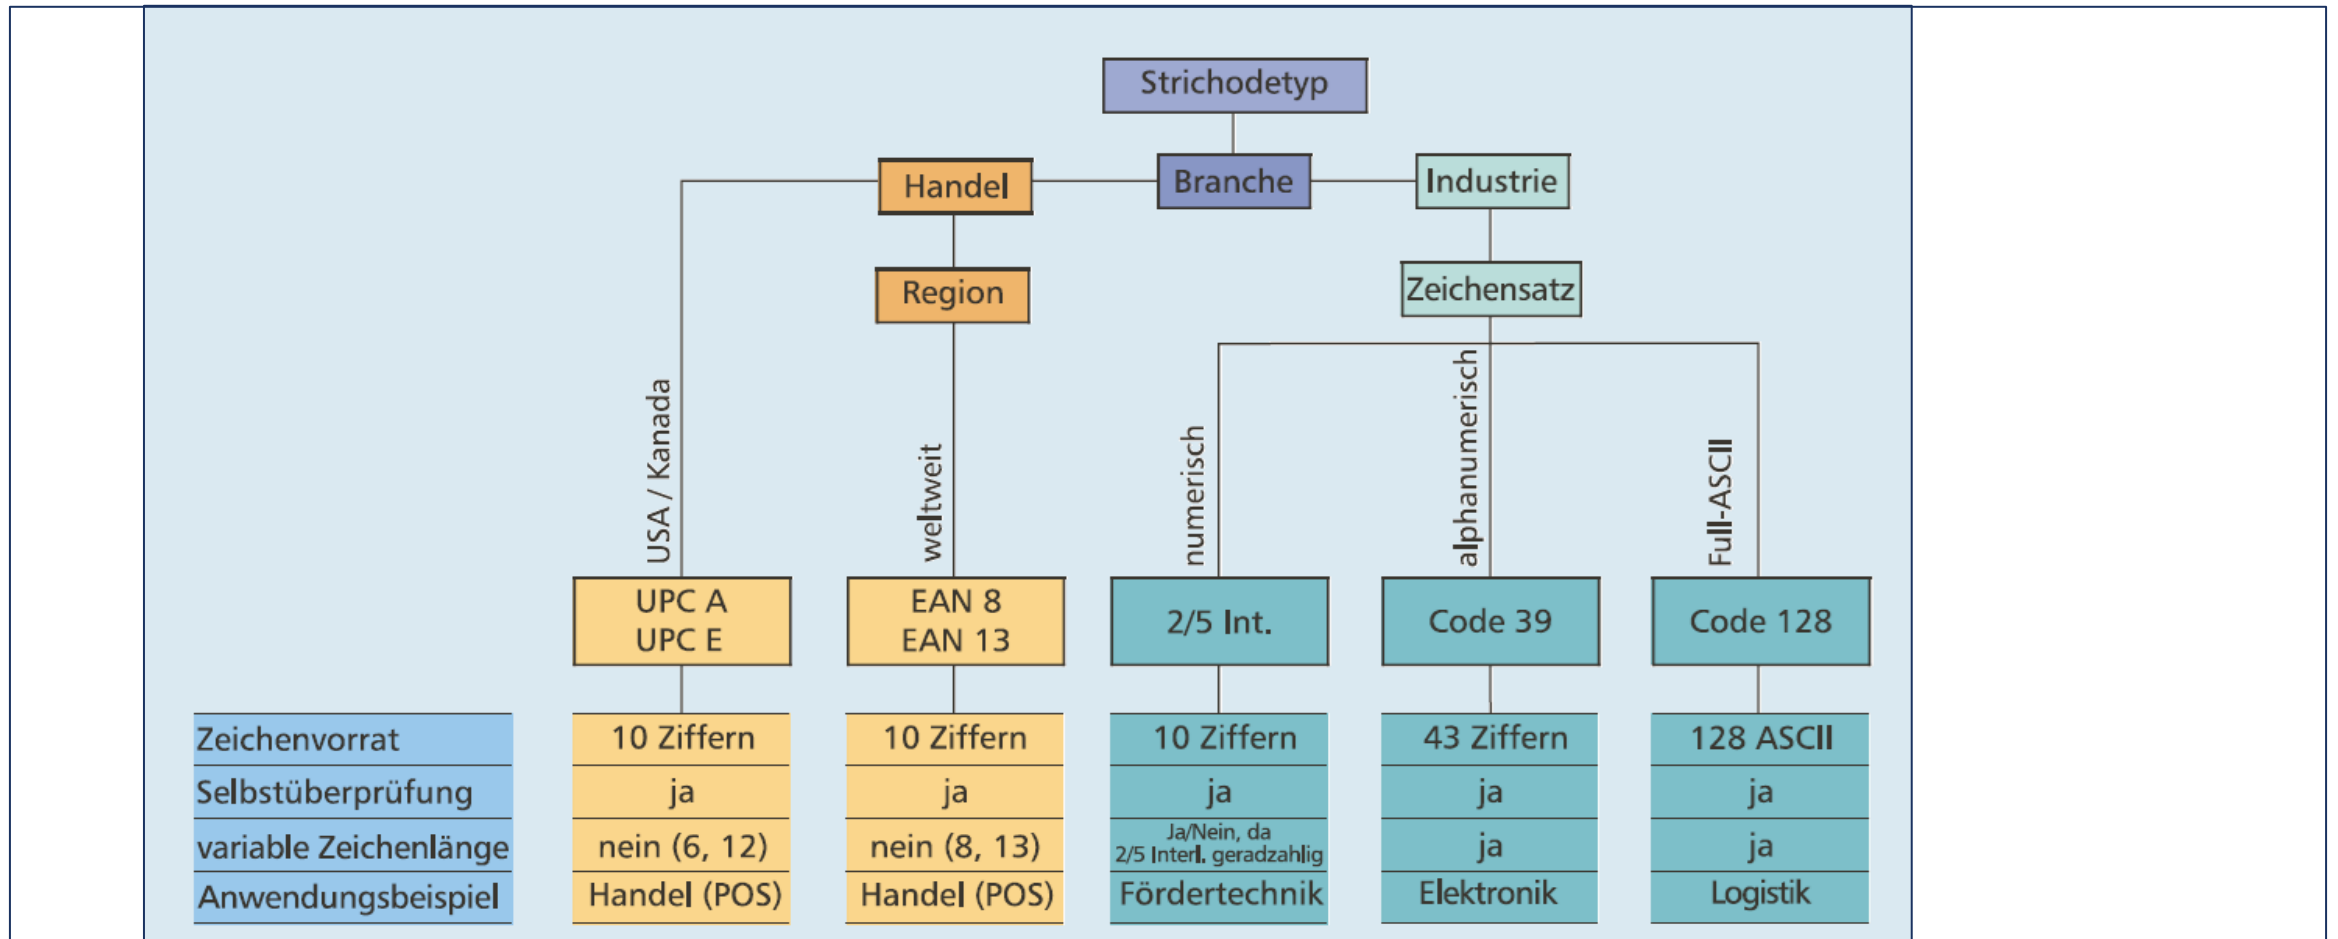 Strichodetyp
Handel
Branche
Industrie
Region
Zeichensatz
USA / Kanada
weltweit
numerisch
alphanumerisch
Full-ASCII
UPC A
UPC E
EAN 8
EAN 13
2/5 Int.
Code 39
Code 128
Zeichenvorrat
10 Ziffern
10 Ziffern
10 Ziffern
43 Ziffern
128 ASCII
Selbstüberprüfung
ja
ja
ja
ja
ja
variable Zeichenlänge
nein (6, 12)
nein (8, 13)
Ja/Nein, da
2/5 Interl. geradzahlig
ja
ja
Anwendungsbeispiel
Handel (POS)
Handel (POS)
Fördertechnik
Elektronik
Logistik